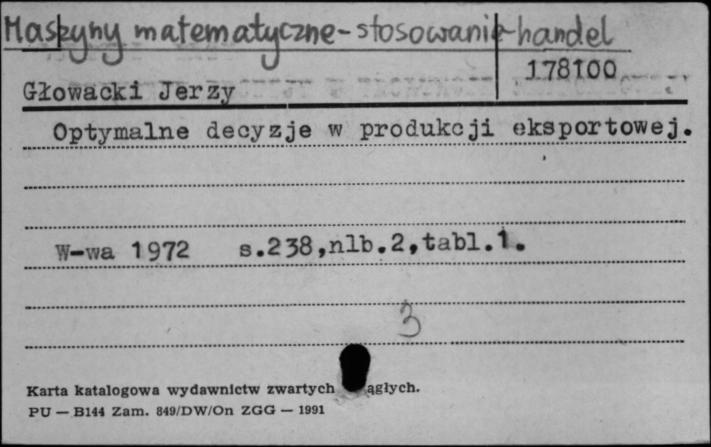 Maszyny matematyczne-stosowanie-handel
178100
Głowacki Jerzy
Optymalne decyzje w produkcji eksportowej.
W-wa 1972 s.238,nlb.2,tabl.1.
3
Karta katalogowa wydawnictw zwartych ągłych.
PU — B144 Zam. 849/DW/On ZGG — 1991